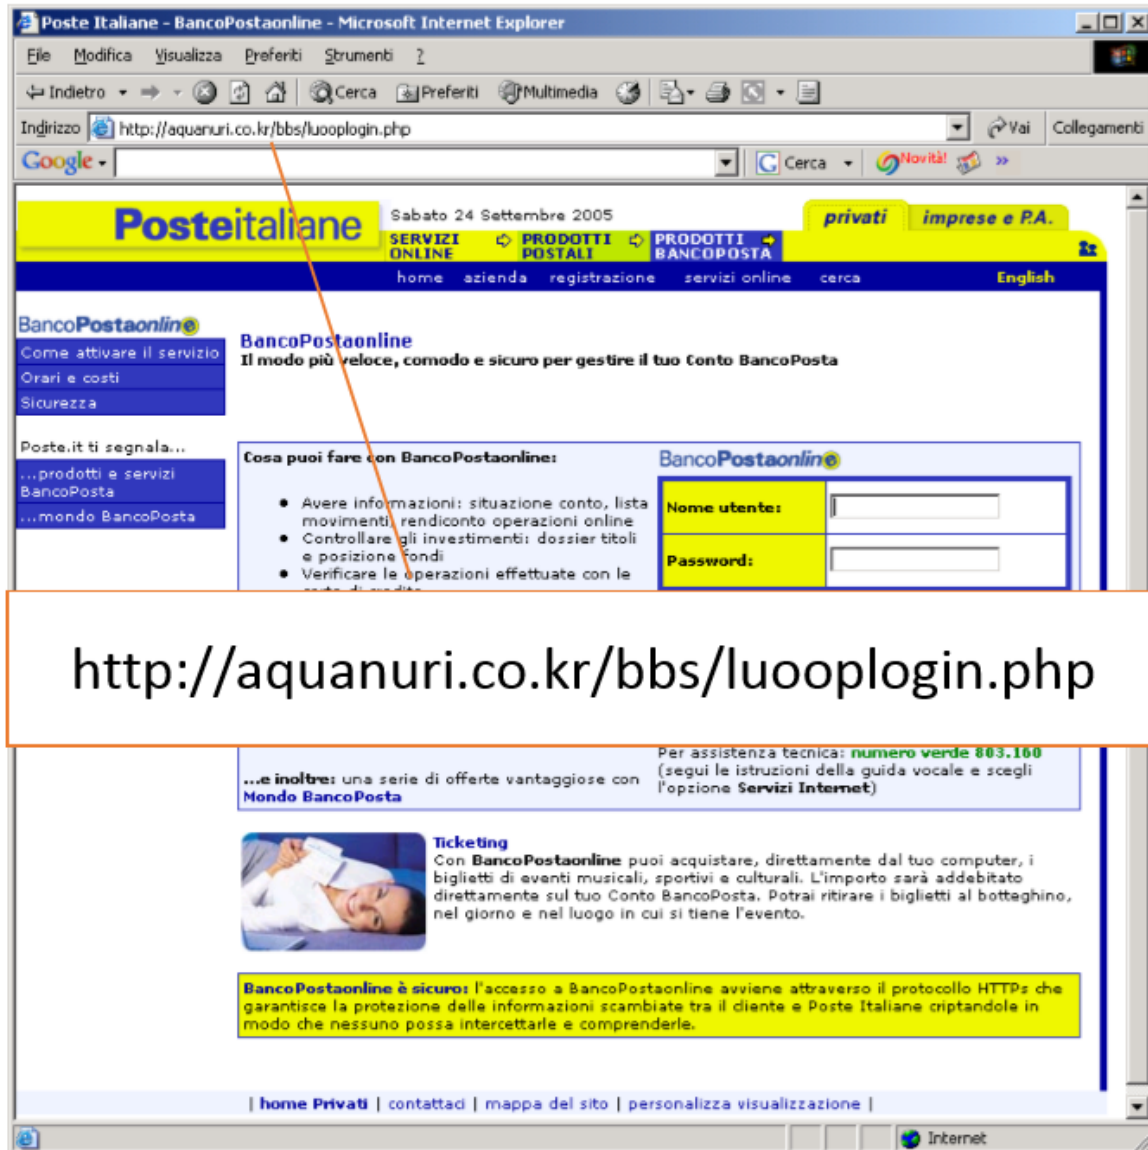 Poste Italiane - BancoPostaonline - Microsoft Internet Explorer
File Modifica Visualizza Preferiti Strumenti ?
Indietro Cerca Preferiti Multimedia
Indirizzo http://aquanuri.co.kr/bbs/luooplogin.php Vai Collegamenti
Google Cerca Novità! »
Posteitaliane
Sabato 24 Settembre 2005
privati imprese e P.A.
SERVIZI ONLINE
PRODOTTI POSTALI
PRODOTTI BANCOPOSTA
home azienda registrazione servizi online cerca English
BancoPostaonline
Come attivare il servizio
Orari e costi
Sicurezza
Poste.it ti segnala...
...prodotti e servizi
BancoPosta
...mondo BancoPosta
BancoPostaonline
Il modo più veloce, comodo e sicuro per gestire il tuo Conto BancoPosta
Cosa puoi fare con BancoPostaonline:
● Avere informazioni: situazione conto, lista
movimenti, rendiconto operazioni online
● Controllare gli investimenti: dossier titoli
e posizione fondi
● Verificare le operazioni effettuate con le
BancoPostaonline
Nome utente:
Password:
http://aquanuri.co.kr/bbs/luooplogin.php
...e inoltre: una serie di offerte vantaggiose con
Mondo BancoPosta
Per assistenza tecnica: numero verde 803.160
(segui le istruzioni della guida vocale e scegli
l'opzione Servizi Internet)
Ticketing
Con BancoPostaonline puoi acquistare, direttamente dal tuo computer, i
biglietti di eventi musicali, sportivi e culturali. L'importo sarà addebitato
direttamente sul tuo Conto BancoPosta. Potrai ritirare i biglietti al botteghino,
nel giorno e nel luogo in cui si tiene l'evento.
BancoPostaonline è sicuro: l'accesso a BancoPostaonline avviene attraverso il protocollo HTTPs che
garantisce la protezione delle informazioni scambiate tra il cliente e Poste Italiane criptandole in
modo che nessuno possa intercettarle e comprenderle.
| home Privati | contattaci | mappa del sito | personalizza visualizzazione |
Internet